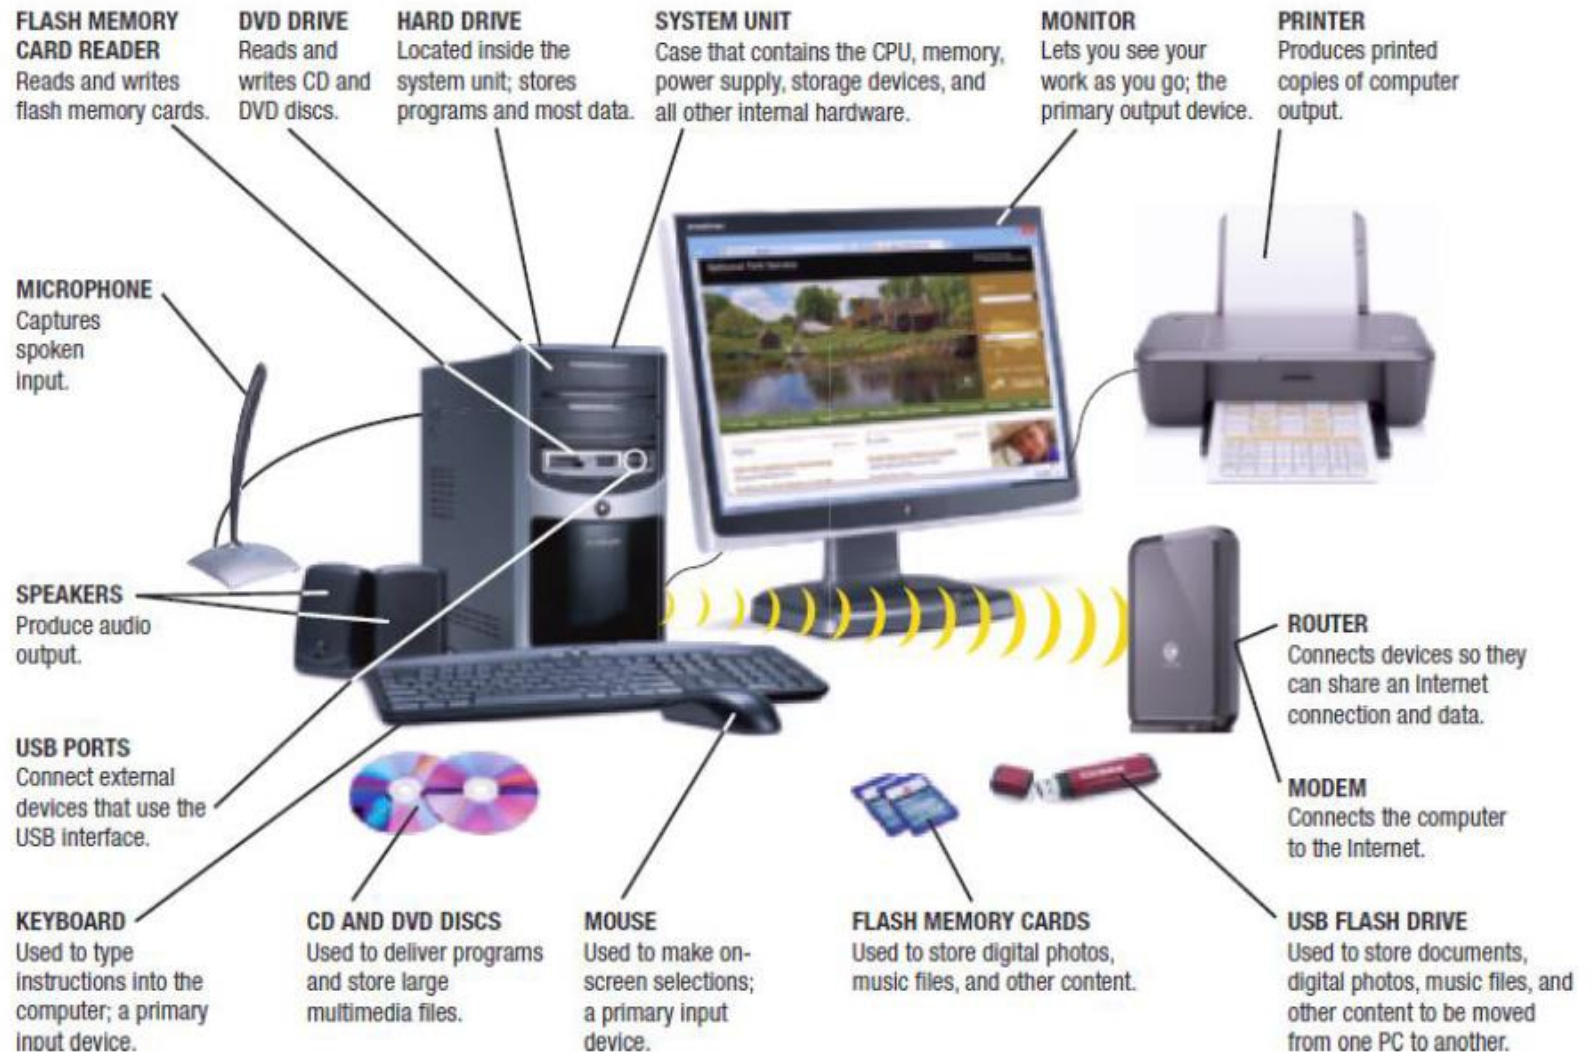 FLASH MEMORY
CARD READER
Reads and writes
flash memory cards.
DVD DRIVE
Reads and
writes CD and
DVD discs.
HARD DRIVE
Located inside the
system unit; stores
programs and most data.
SYSTEM UNIT
Case that contains the CPU, memory,
power supply, storage devices, and
all other internal hardware.
MONITOR
Lets you see your
work as you go; the
primary output device.
PRINTER
Produces printed
copies of computer
output.
MICROPHONE
Captures
spoken
input.
SPEAKERS
Produce audio
output.
ROUTER
Connects devices so they
can share an Internet
connection and data.
USB PORTS
Connect external
devices that use the
USB interface.
MODEM
Connects the computer
to the Internet.
KEYBOARD
Used to type
instructions into the
computer; a primary
input device.
CD AND DVD DISCS
Used to deliver programs
and store large
multimedia files.
MOUSE
Used to make on-
screen selections;
a primary input
device.
FLASH MEMORY CARDS
Used to store digital photos,
music files, and other content.
USB FLASH DRIVE
Used to store documents,
digital photos, music files, and
other content to be moved
from one PC to another.